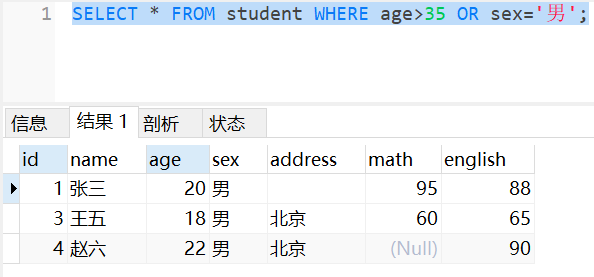 1 SELECT * FROM student WHERE age>35 OR sex='男';
信息 结果 1 剖析 状态
id name age sex address math english
1 张三 20 男 95 88
3 王五 18 男 北京 60 65
4 赵六 22 男 北京 (Null) 90